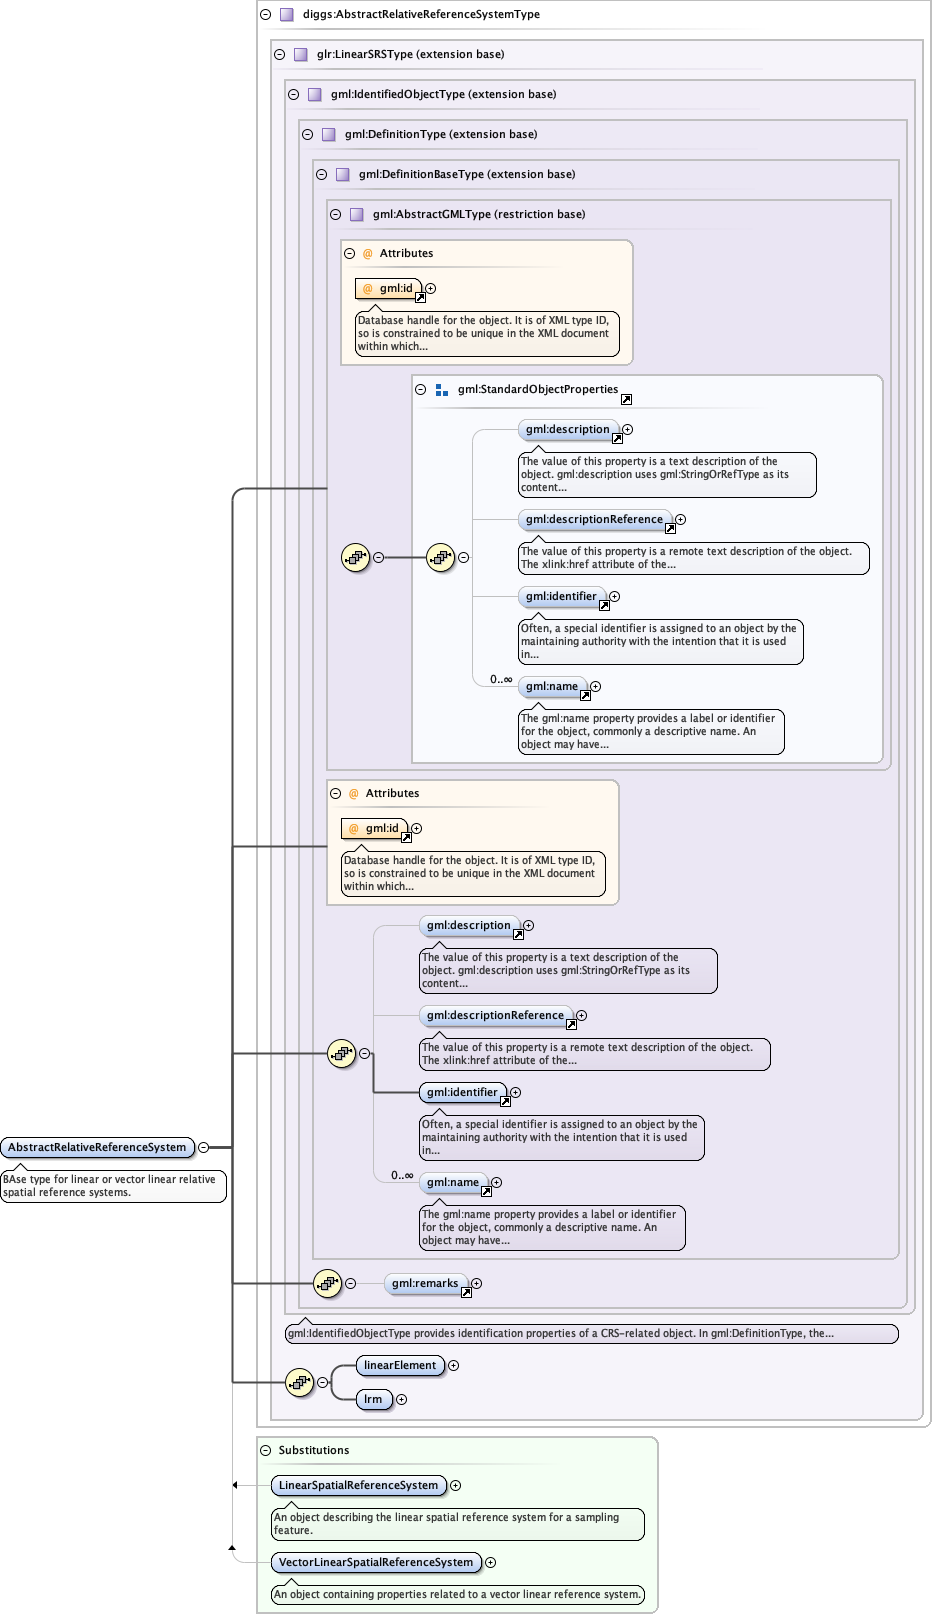 diggs:AbstractRelativeReferenceSystemType
glr:LinearSRSType (extension base)
gml:IdentifiedObjectType (extension base)
gml:DefinitionType (extension base)
gml:DefinitionBaseType (extension base)
gml:AbstractGMLType (restriction base)
@ Attributes
@ gml:id
Database handle for the object. It is of XML type ID,
so is constrained to be unique in the XML document
within which...
gml:StandardObjectProperties
gml:description
The value of this property is a text description of the
object. gml:description uses gml:StringOrRefType as its
content...
gml:descriptionReference
The value of this property is a remote text description of the object.
The xlink:href attribute of the...
gml:identifier
Often, a special identifier is assigned to an object by the
maintaining authority with the intention that it is used
in...
0..∞ gml:name
The gml:name property provides a label or identifier
for the object, commonly a descriptive name. An
object may have...
@ Attributes
@ gml:id
Database handle for the object. It is of XML type ID,
so is constrained to be unique in the XML document
within which...
gml:description
The value of this property is a text description of the
object. gml:description uses gml:StringOrRefType as its
content...
gml:descriptionReference
The value of this property is a remote text description of the object.
The xlink:href attribute of the...
gml:identifier
Often, a special identifier is assigned to an object by the
maintaining authority with the intention that it is used
in...
AbstractRelativeReferenceSystem
BAse type for linear or vector linear relative
spatial reference systems.
0..∞ gml:name
The gml:name property provides a label or identifier
for the object, commonly a descriptive name. An
object may have...
gml:remarks
gml:IdentifiedObjectType provides identification properties of a CRS-related object. In gml:DefinitionType, the...
linearElement
lrm
Substitutions
LinearSpatialReferenceSystem
An object describing the linear spatial reference system for a sampling
feature.
VectorLinearSpatialReferenceSystem
An object containing properties related to a vector linear reference system.